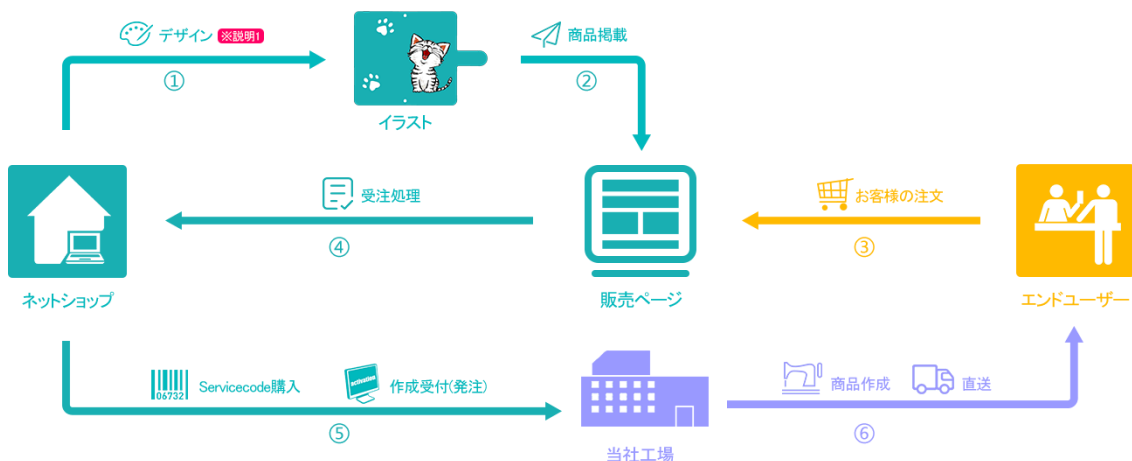 デザイン ※説明1
①
イラスト
商品掲載
②
受注処理
④
お客様の注文
③
ネットショップ
販売ページ
エンドユーザー
06732
Servicecode購入
activation
作成受付(発注)
⑤
当社工場
商品作成
直送
⑥